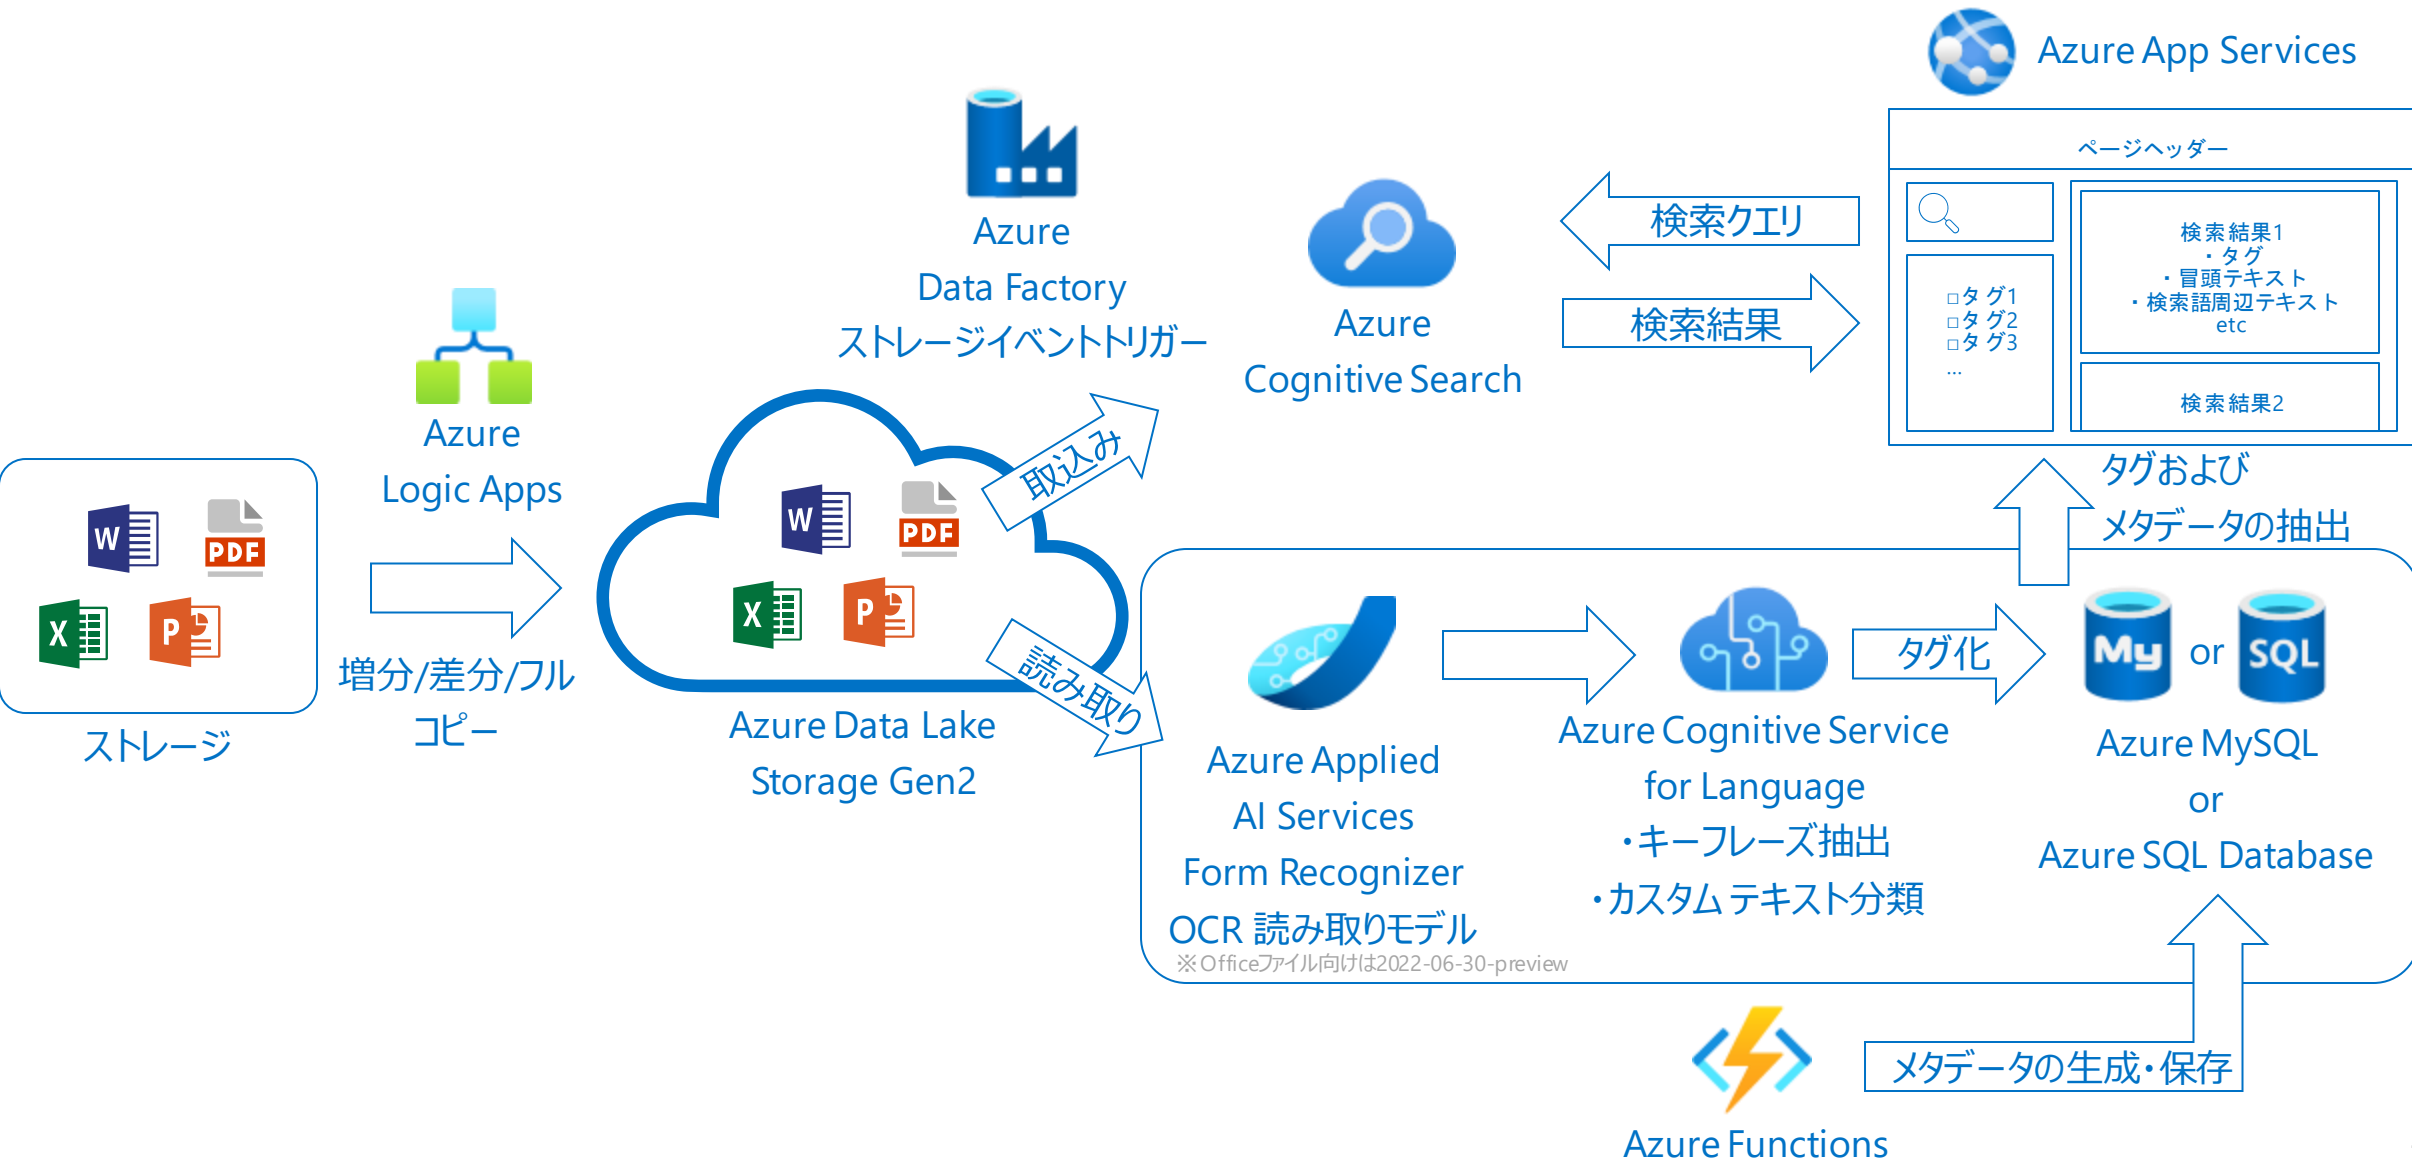 Azure App Services
ページヘッダー
検索結果1
・タグ
・冒頭テキスト
・検索語周辺テキスト
etc
検索結果2
□タグ1
□タグ2
□タグ3
...
検索クエリ
検索結果
Azure
Cognitive Search
Azure
Data Factory
ストレージイベントトリガー
Azure
Logic Apps
W
PDF
X
P
ストレージ
増分/差分/フル
コピー
W
PDF
X
P
Azure Data Lake
Storage Gen2
取込み
読み取り
Azure Applied
AI Services
Form Recognizer
OCR 読み取りモデル
※Officeファイル向けは2022-06-30-preview
Azure Cognitive Service
for Language
・キーフレーズ抽出
・カスタム テキスト分類
タグ化
タグおよび
メタデータの抽出
My or SQL
Azure MySQL
or
Azure SQL Database
メタデータの生成・保存
Azure Functions